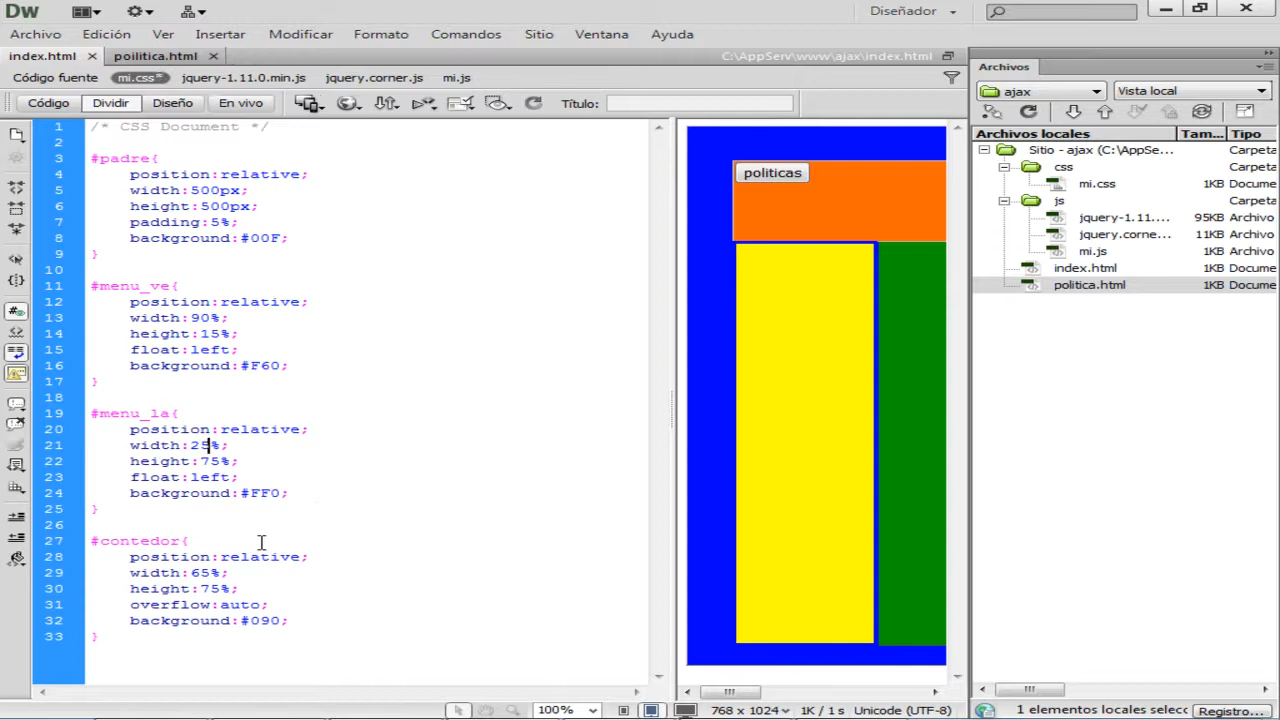 Dw
Diseñador
Archivo Edición Ver Insertar Modificar Formato Comandos Sitio Ventana Ayuda
index.html poilitica.html C:\AppServ\www\ajax\index.html
Código fuente mi.css* jquery-1.11.0.min.js jquery.corner.js mi.js
Código Dividir Diseño En vivo Título:
1 /* CSS Document */
2
3 #padre{
4 position:relative;
5 width:500px;
6 height:500px;
7 padding:5%;
8 background:#00F;
9 }
10
11 #menu_ve{
12 position:relative;
13 width:90%;
14 height:15%;
15 float:left;
16 background:#F60;
17 }
18
19 #menu_la{
20 position:relative;
21 width:25%;
22 height:75%;
23 float:left;
24 background:#FF0;
25 }
26
27 #contedor{
28 position:relative;
29 width:65%;
30 height:75%;
31 overflow:auto;
32 background:#090;
33 }
politicas
100% 768 x 1024 1K / 1 s Unicode (UTF-8)
Archivos
ajax Vista local
Archivos locales Tam... Tipo
Sitio - ajax (C:\AppSe... Carpeta
css Carpeta
mi.css 1KB Docume
js Carpeta
jquery-1.11.... 95KB Archivo
jquery.corne... 11KB Archivo
mi.js 1KB Archivo
index.html 1KB Docume
politica.html 1KB Docume
1 elementos locales selecc Registro...